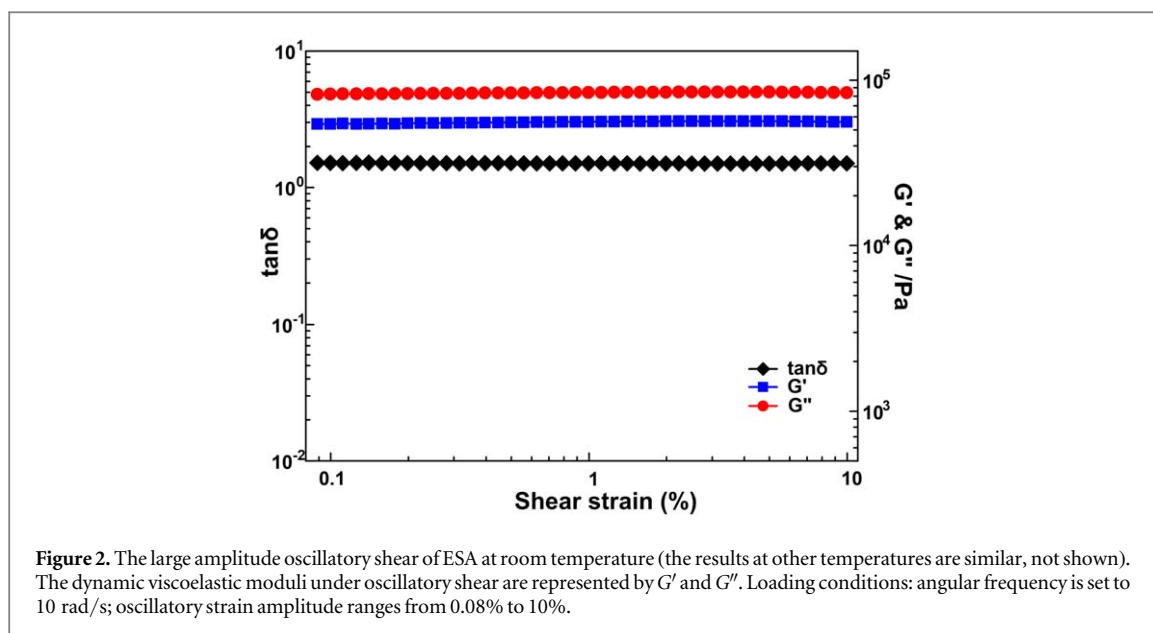 10¹
10⁰
10⁻¹
10⁻²
tanδ
10⁵
10⁴
10³
G' & G'' /Pa
tanδ
G'
G''
0.1
1
10
Shear strain (%)
Figure 2. The large amplitude oscillatory shear of ESA at room temperature (the results at other temperatures are similar, not shown).
The dynamic viscoelastic moduli under oscillatory shear are represented by G′ and G″. Loading conditions: angular frequency is set to
10 rad/s; oscillatory strain amplitude ranges from 0.08% to 10%.